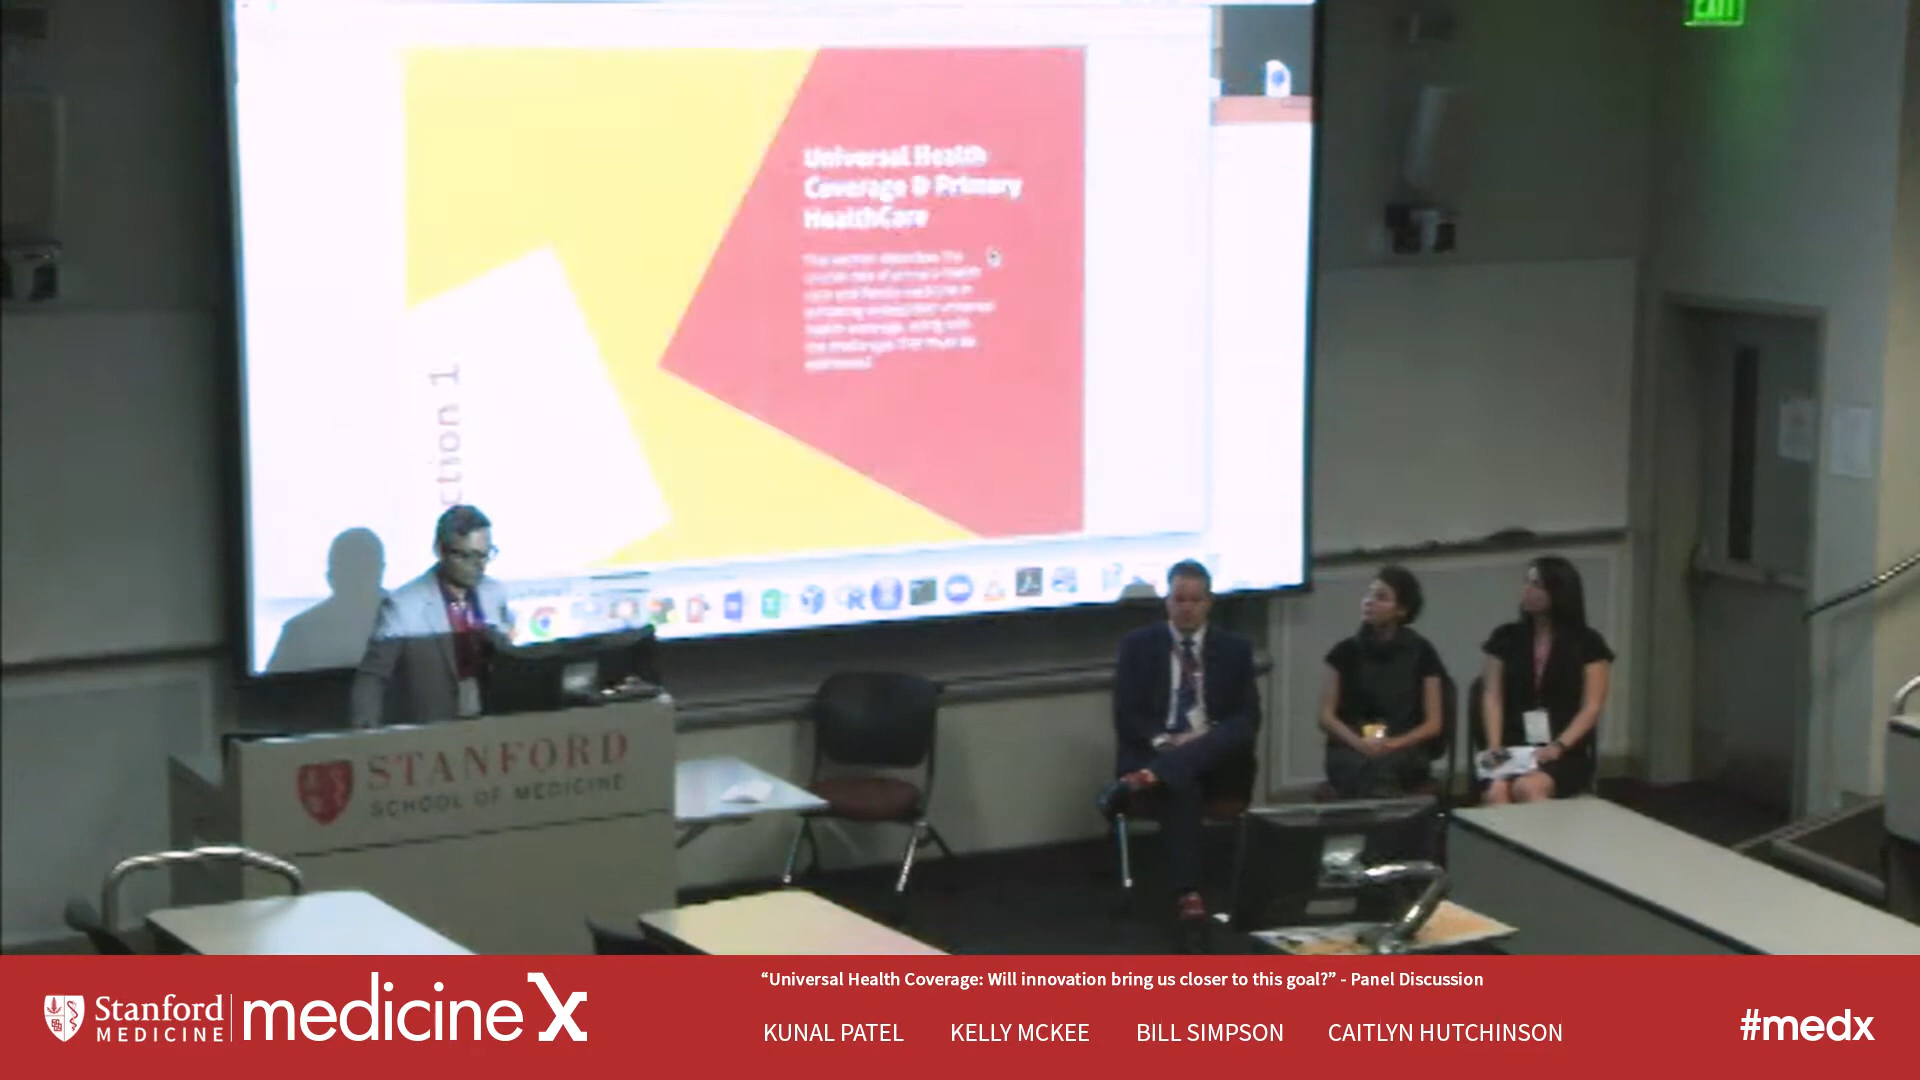 EXIT
Universal Health
Coverage & Primary
HealthCare
ction 1
STANFORD
SCHOOL OF MEDICINE
Stanford
MEDICINE
medicine X
“Universal Health Coverage: Will innovation bring us closer to this goal?” - Panel Discussion
KUNAL PATEL KELLY MCKEE BILL SIMPSON CAITLYN HUTCHINSON
#medx